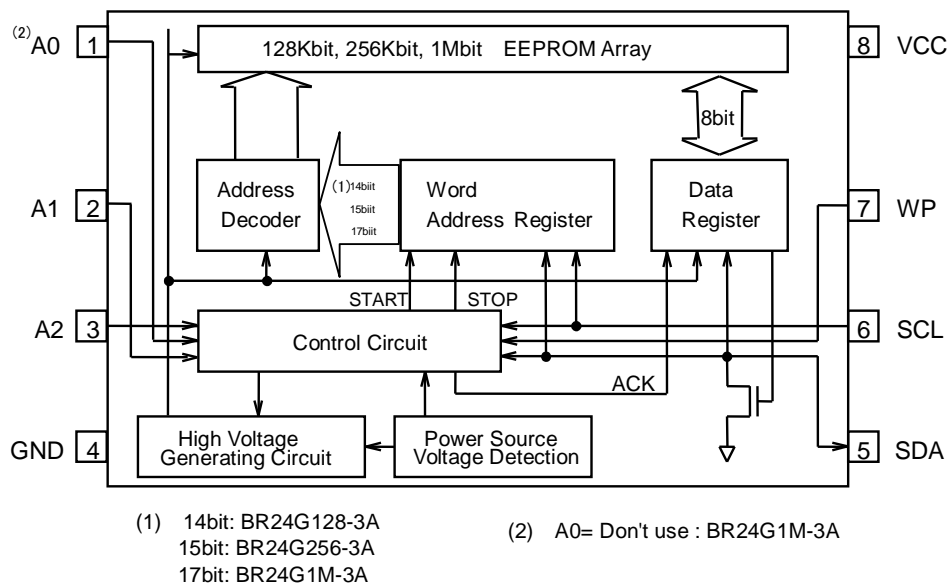 (2) A0 1
128Kbit, 256Kbit, 1Mbit EEPROM Array
8 VCC
8bit
A1 2
Address
Decoder
(1) 14biit
15biit
17biit
Word
Address Register
Data
Register
7 WP
START
STOP
A2 3
Control Circuit
6 SCL
ACK
GND 4
High Voltage
Generating Circuit
Power Source
Voltage Detection
5 SDA
(1) 14bit: BR24G128-3A
15bit: BR24G256-3A
17bit: BR24G1M-3A
(2) A0= Don't use : BR24G1M-3A